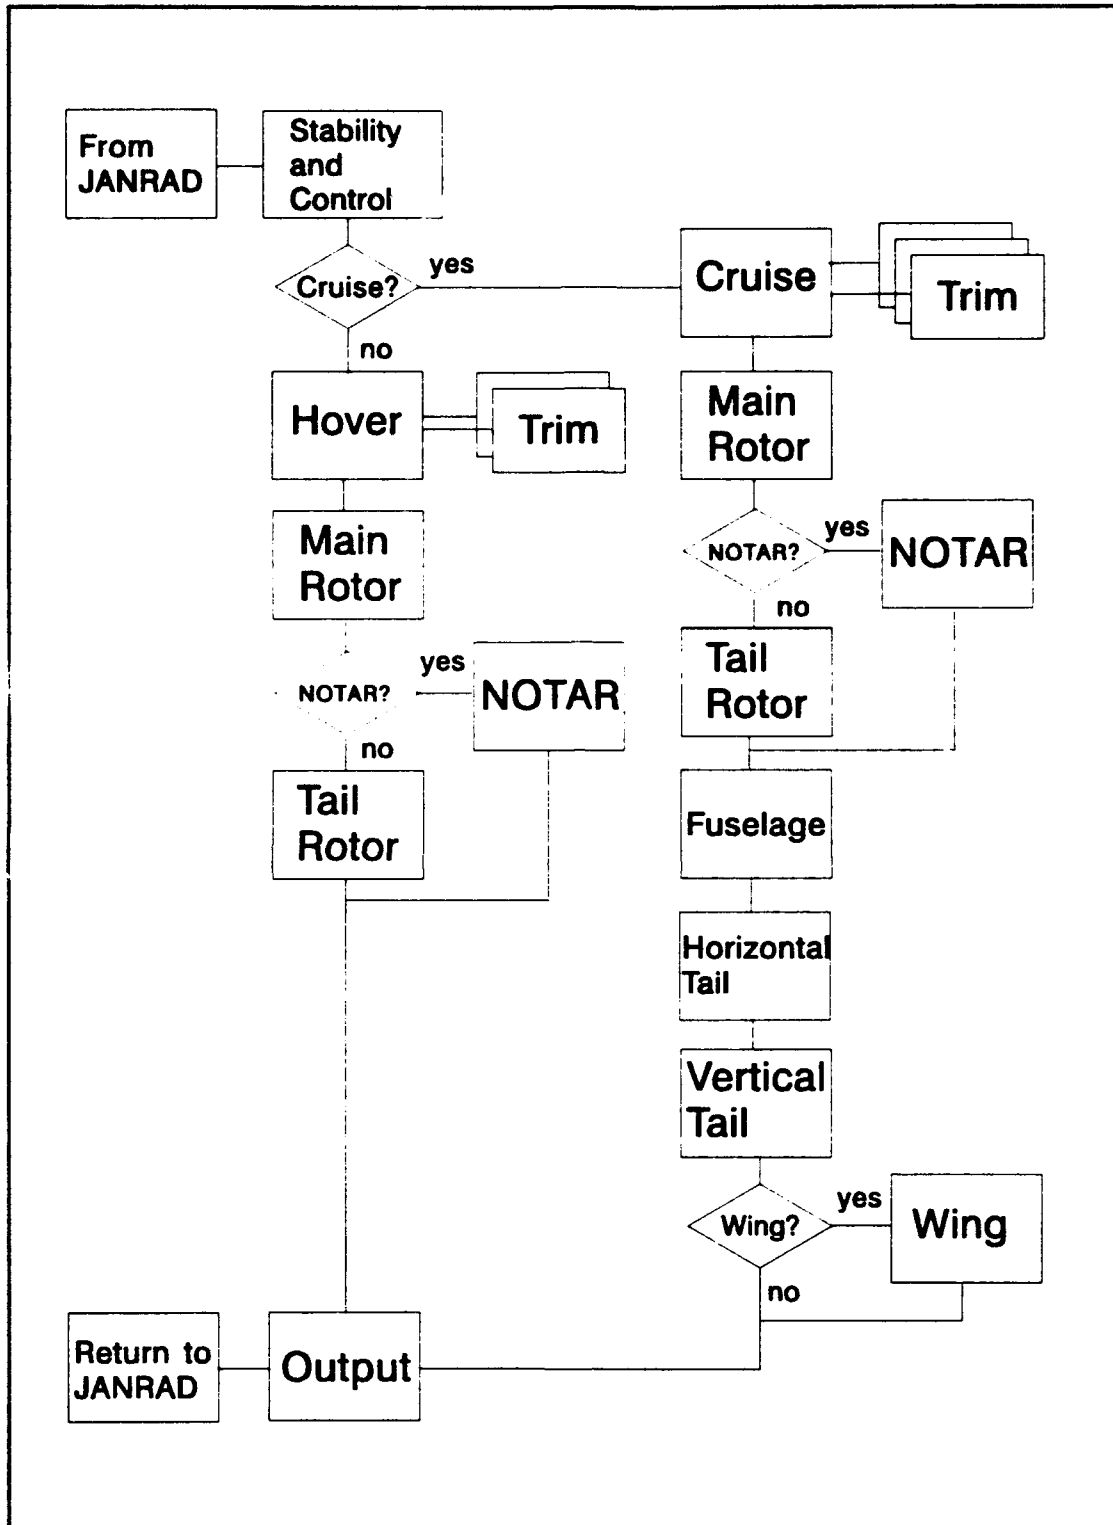 From
JANRAD
Stability
and
Control
Cruise?
yes
no
Cruise
Trim
Hover
Trim
Main
Rotor
Main
Rotor
NOTAR?
yes
NOTAR
no
NOTAR?
yes
NOTAR
no
Tail
Rotor
Tail
Rotor
Fuselage
Horizontal
Tail
Vertical
Tail
Wing?
yes
Wing
no
Return to
JANRAD
Output